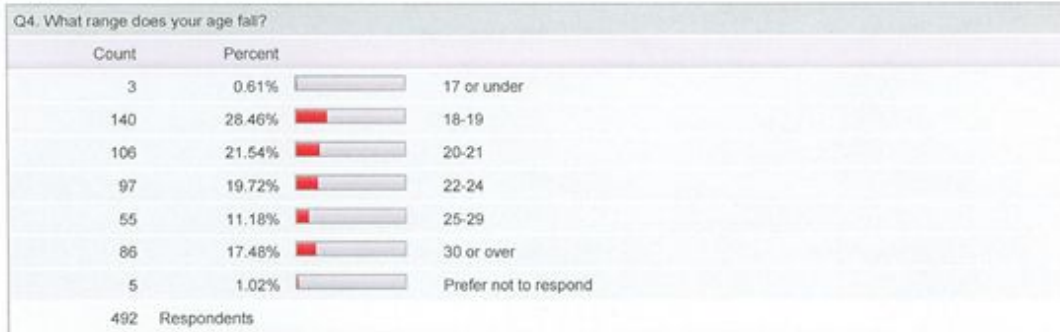 Q4. What range does your age fall?
Count Percent
3 0.61% 17 or under
140 28.46% 18-19
106 21.54% 20-21
97 19.72% 22-24
55 11.18% 25-29
86 17.48% 30 or over
5 1.02% Prefer not to respond
492 Respondents